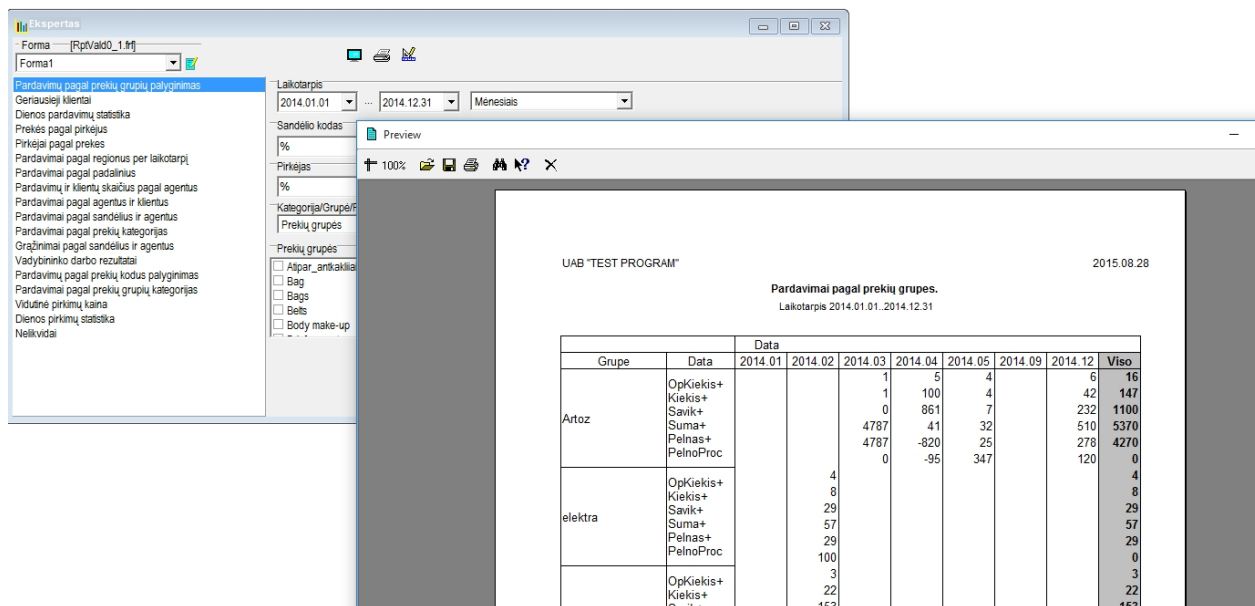 Ekspertas
Forma [RptVald0_1.frf]
Forma1
Pardavimų pagal prekių grupių palyginimas
Geriausieji klientai
Dienos pardavimų statistika
Prekės pagal pirkėjus
Pirkėjai pagal prekes
Pardavimai pagal regionus per laikotarpį
Pardavimai pagal padalinius
Pardavimų ir klientų skaičius pagal agentus
Pardavimai pagal agentus ir klientus
Pardavimai pagal sandėlius ir agentus
Pardavimai pagal prekių kategorijas
Grąžinimai pagal sandėlius ir agentus
Vadybininko darbo rezultatai
Pardavimų pagal prekių kodus palyginimas
Pardavimai pagal prekių grupių kategorijas
Vidutinė pirkimų kaina
Dienos pirkimų statistika
Nelikvidai
Laikotarpis
2014.01.01 ... 2014.12.31 Mėnesiais
Sandėlio kodas
%
Pirkėjas
%
Kategorija/Grupė/
Prekių grupės
Prekių grupės
Atipar_antkakliai
Bag
Bags
Belts
Body make-up
Preview
100%
UAB "TEST PROGRAM" 2015.08.28
Pardavimai pagal prekių grupes.
Laikotarpis 2014.01.01..2014.12.31
Data
Grupe Data 2014.01 2014.02 2014.03 2014.04 2014.05 2014.09 2014.12 Viso
Artoz
OpKiekis+ 1 5 4 6 16
Kiekis+ 1 100 4 42 147
Savik+ 0 861 7 232 1100
Suma+ 4787 41 32 510 5370
Pelnas+ 4787 -820 25 278 4270
PelnoProc 0 -95 347 120 0
elektra
OpKiekis+ 4 4
Kiekis+ 8 8
Savik+ 29 29
Suma+ 57 57
Pelnas+ 29 29
PelnoProc 100 0
OpKiekis+ 3 3
Kiekis+ 22 22
153 153